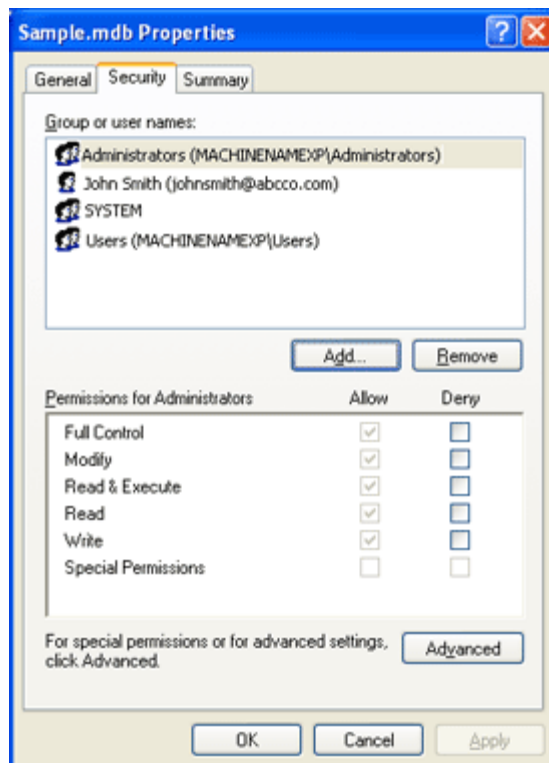 Sample.mdb Properties
General Security Summary
Group or user names:
Administrators (MACHINENAMEXP\Administrators)
John Smith (johnsmith@abcco.com)
SYSTEM
Users (MACHINENAMEXP\Users)
Add... Remove
Permissions for Administrators Allow Deny
Full Control
Modify
Read & Execute
Read
Write
Special Permissions
For special permissions or for advanced settings,
click Advanced.
Advanced
OK Cancel Apply